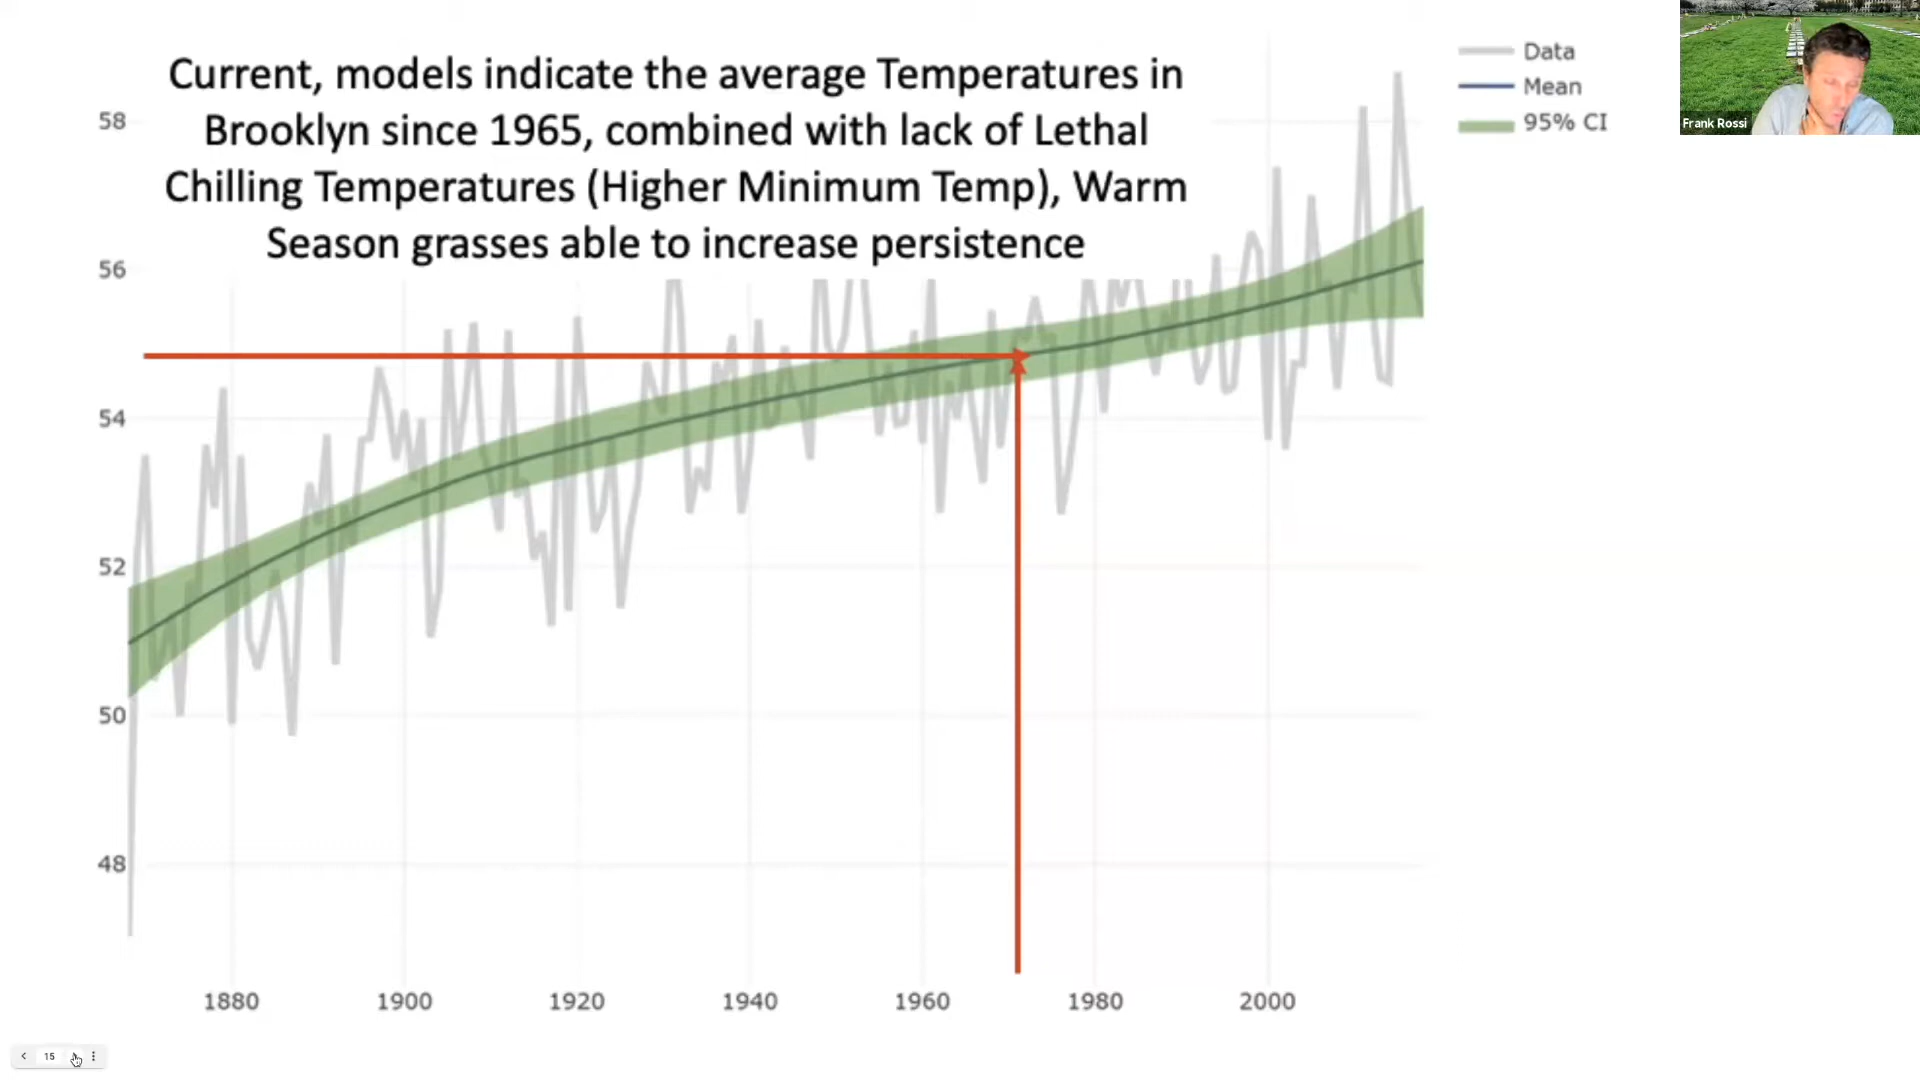 Current, models indicate the average Temperatures in
Brooklyn since 1965, combined with lack of Lethal
Chilling Temperatures (Higher Minimum Temp), Warm
Season grasses able to increase persistence
Data
Mean
95% CI
Frank Rossi
58
56
54
52
50
48
1880
1900
1920
1940
1960
1980
2000
15